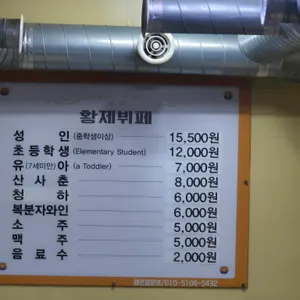 황제뷔페
성 인 (중학생이상) 15,500원
초등학생 (Elementary Student) 12,000원
유 (7세미만) 아 (a Toddler) 7,000원
산 사 춘 8,000원
청 하 6,000원
복분자와인 6,000원
소 주 5,000원
맥 주 5,000원
음 료 수 2,000원